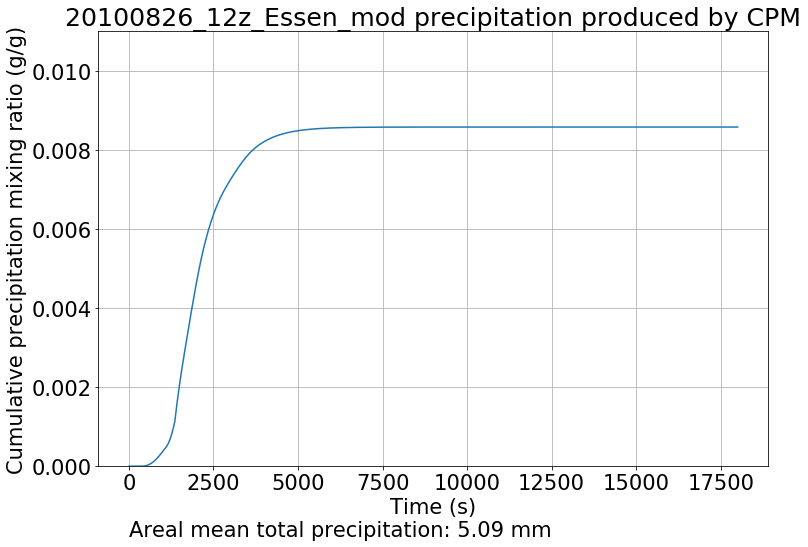 20100826_12z_Essen_mod precipitation produced by CPM
Cumulative precipitation mixing ratio (g/g)
0.010
0.008
0.006
0.004
0.002
0.000
0 2500 5000 7500 10000 12500 15000 17500
Time (s)
Areal mean total precipitation: 5.09 mm